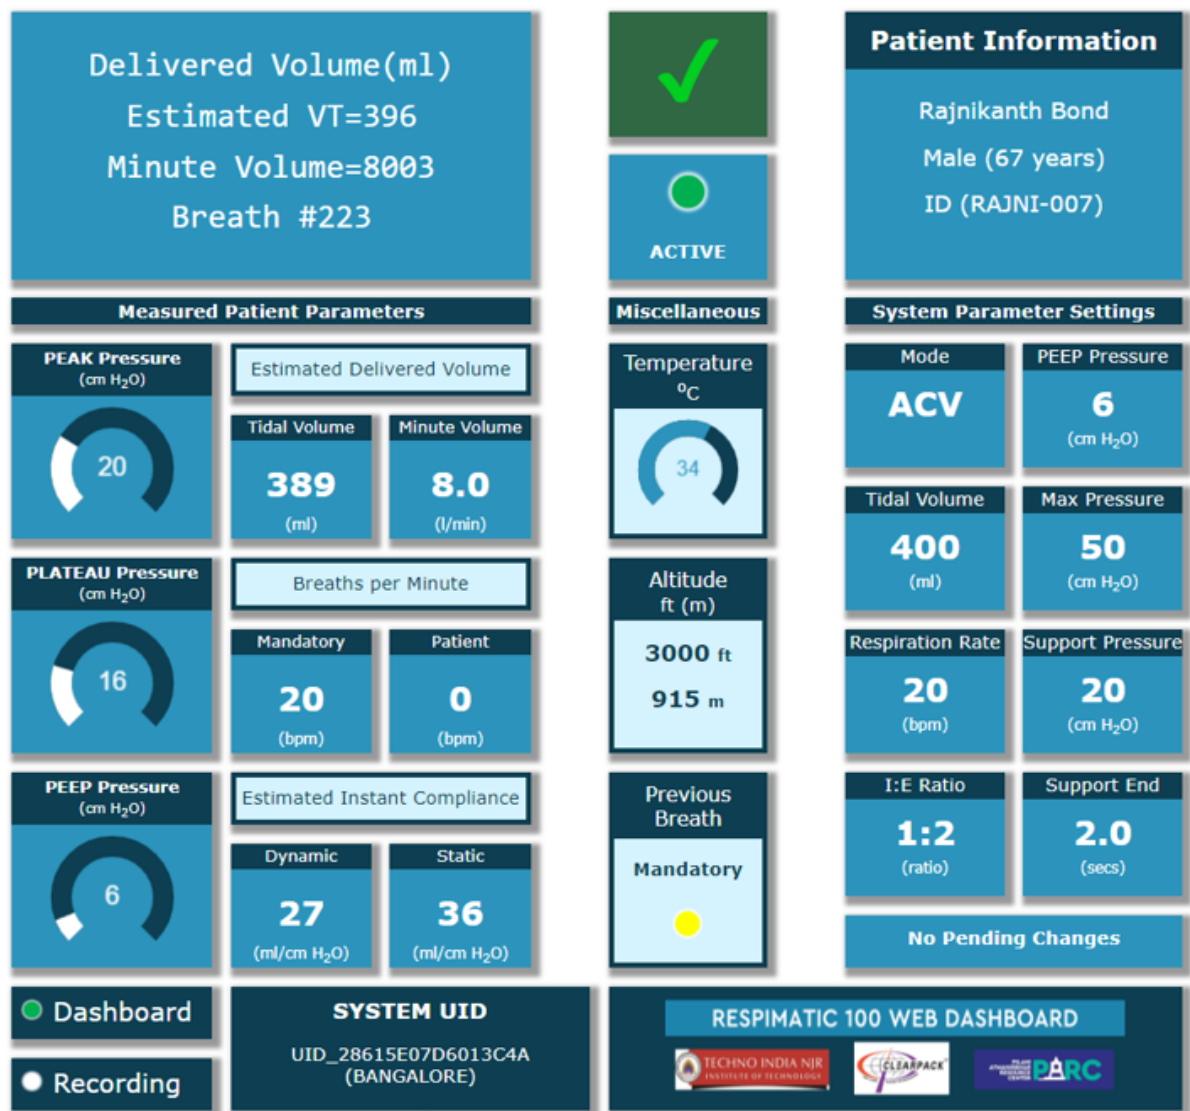 Delivered Volume(ml)
Estimated VT=396
Minute Volume=8003
Breath #223
ACTIVE
Patient Information
Rajnikanth Bond
Male (67 years)
ID (RAJNI-007)
Measured Patient Parameters
Miscellaneous
System Parameter Settings
PEAK Pressure
(cm H₂O)
20
Estimated Delivered Volume
Tidal Volume
389
(ml)
Minute Volume
8.0
(l/min)
PLATEAU Pressure
(cm H₂O)
16
Breaths per Minute
Mandatory
20
(bpm)
Patient
0
(bpm)
PEEP Pressure
(cm H₂O)
6
Estimated Instant Compliance
Dynamic
27
(ml/cm H₂O)
Static
36
(ml/cm H₂O)
Temperature
⁰C
34
Altitude
ft (m)
3000 ft
915 m
Previous
Breath
Mandatory
Mode
ACV
PEEP Pressure
6
(cm H₂O)
Tidal Volume
400
(ml)
Max Pressure
50
(cm H₂O)
Respiration Rate
20
(bpm)
Support Pressure
20
(cm H₂O)
I:E Ratio
1:2
(ratio)
Support End
2.0
(secs)
No Pending Changes
Dashboard
Recording
SYSTEM UID
UID_28615E07D6013C4A
(BANGALORE)
RESPIMATIC 100 WEB DASHBOARD
TECHNO INDIA NJR
INSTITUTE OF TECHNOLOGY
CLEARPACK
PARC